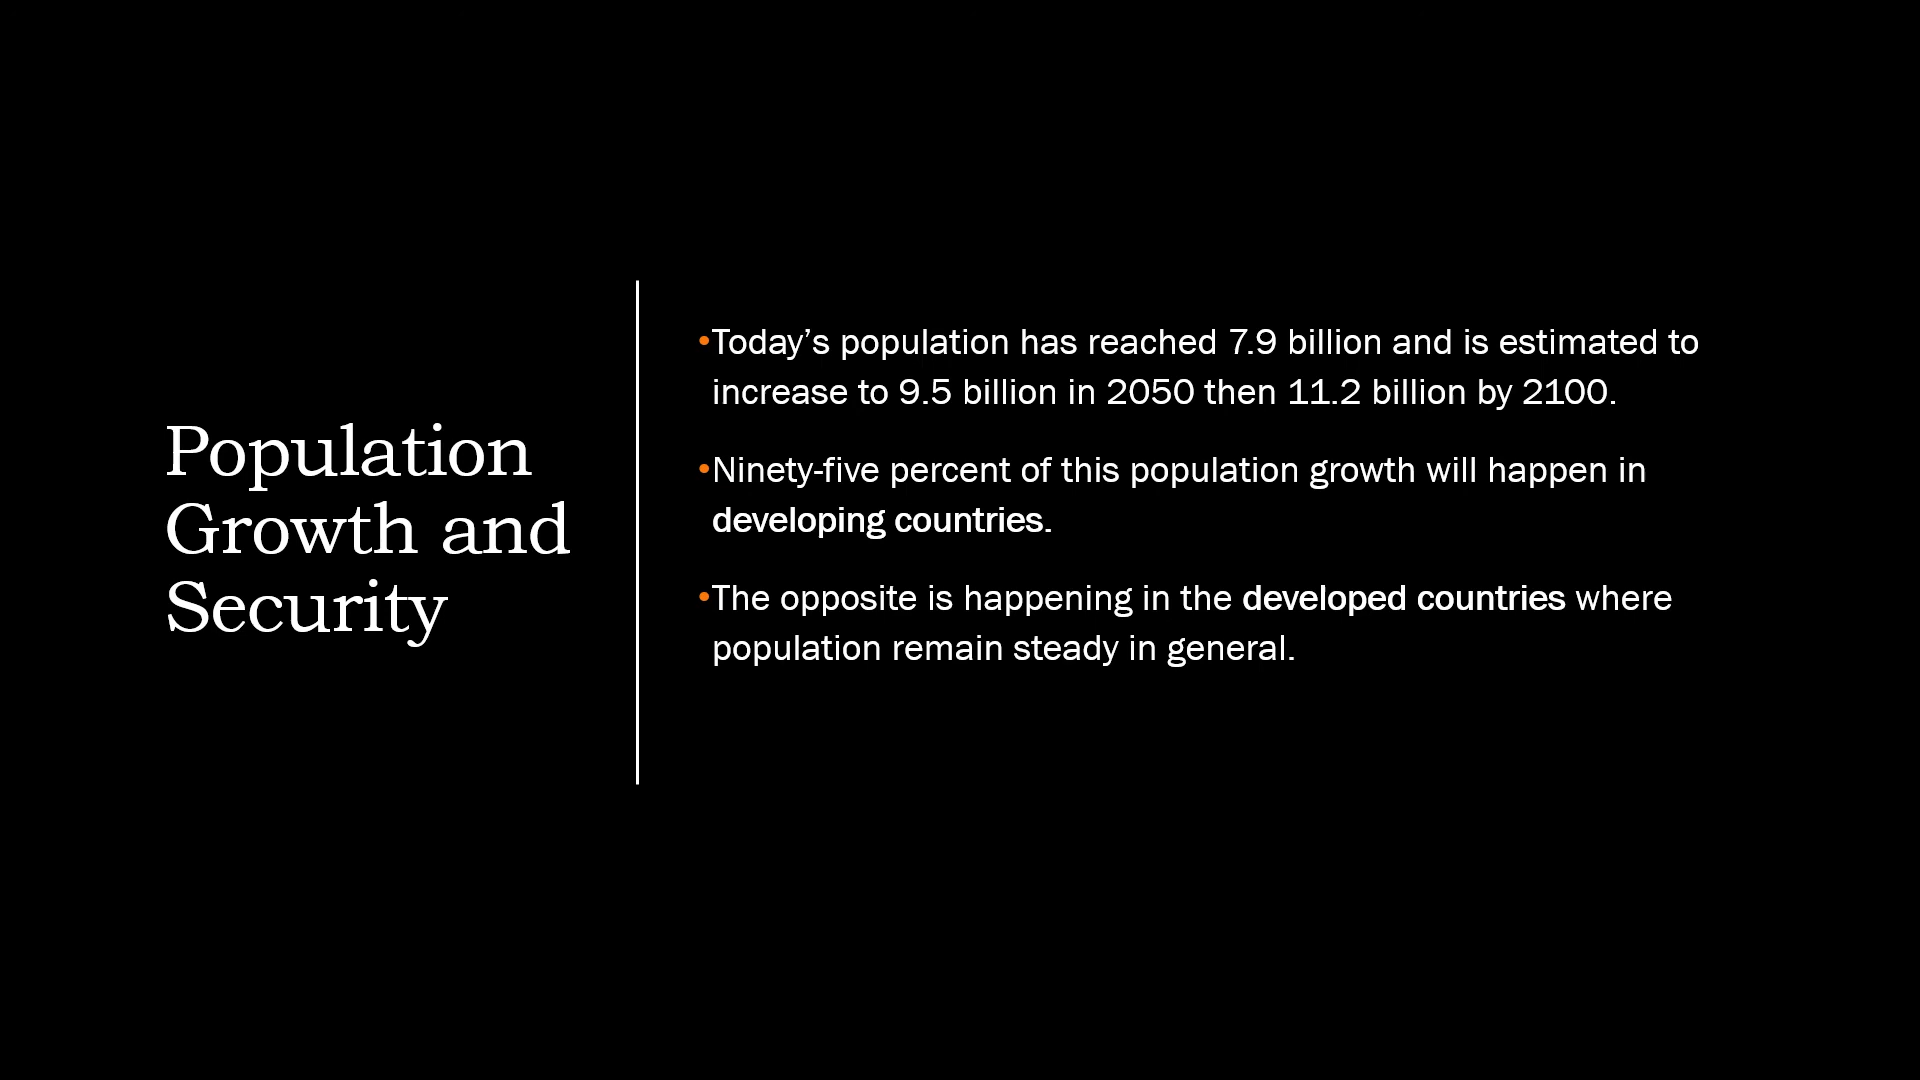 Population
Growth and
Security
•Today’s population has reached 7.9 billion and is estimated to
increase to 9.5 billion in 2050 then 11.2 billion by 2100.
•Ninety-five percent of this population growth will happen in
developing countries.
•The opposite is happening in the developed countries where
population remain steady in general.